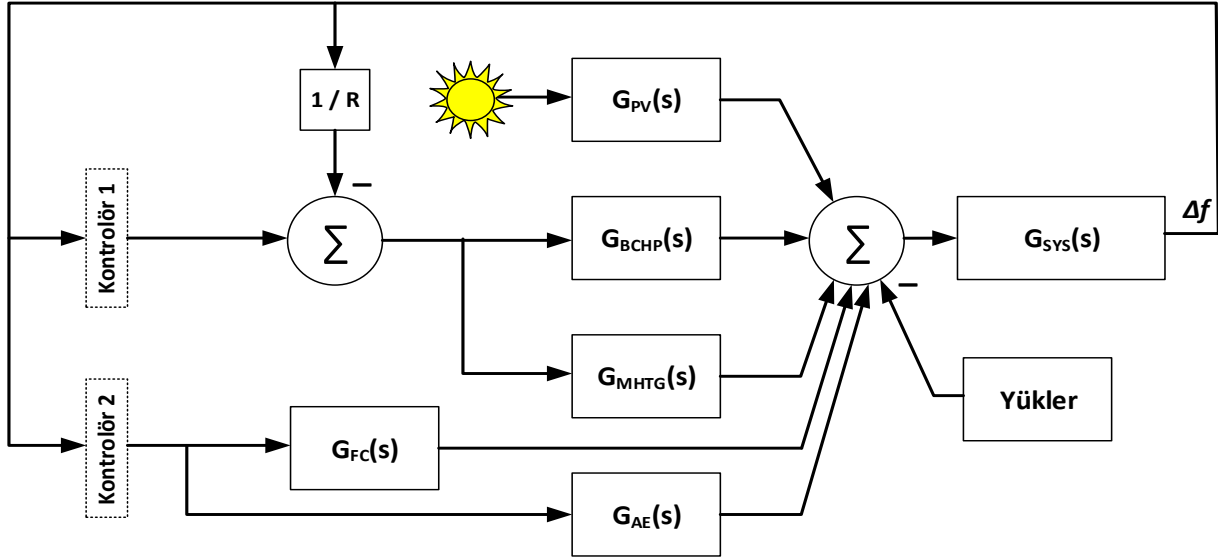 1 / R
G_PV(s)
Kontrolör 1
−
∑
G_BCHP(s)
∑
G_SYS(s)
Δf
−
G_MHTG(s)
Yükler
Kontrolör 2
G_FC(s)
G_AE(s)